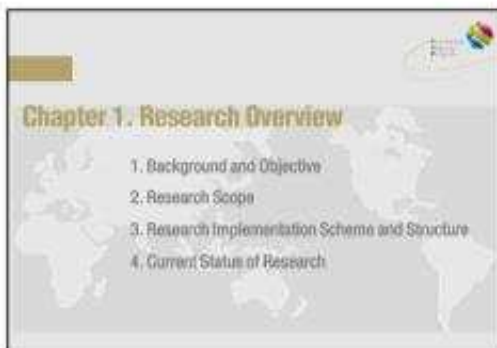 Chapter 1. Research Overview
1. Background and Objective
2. Research Scope
3. Research Implementation Scheme and Structure
4. Current Status of Research